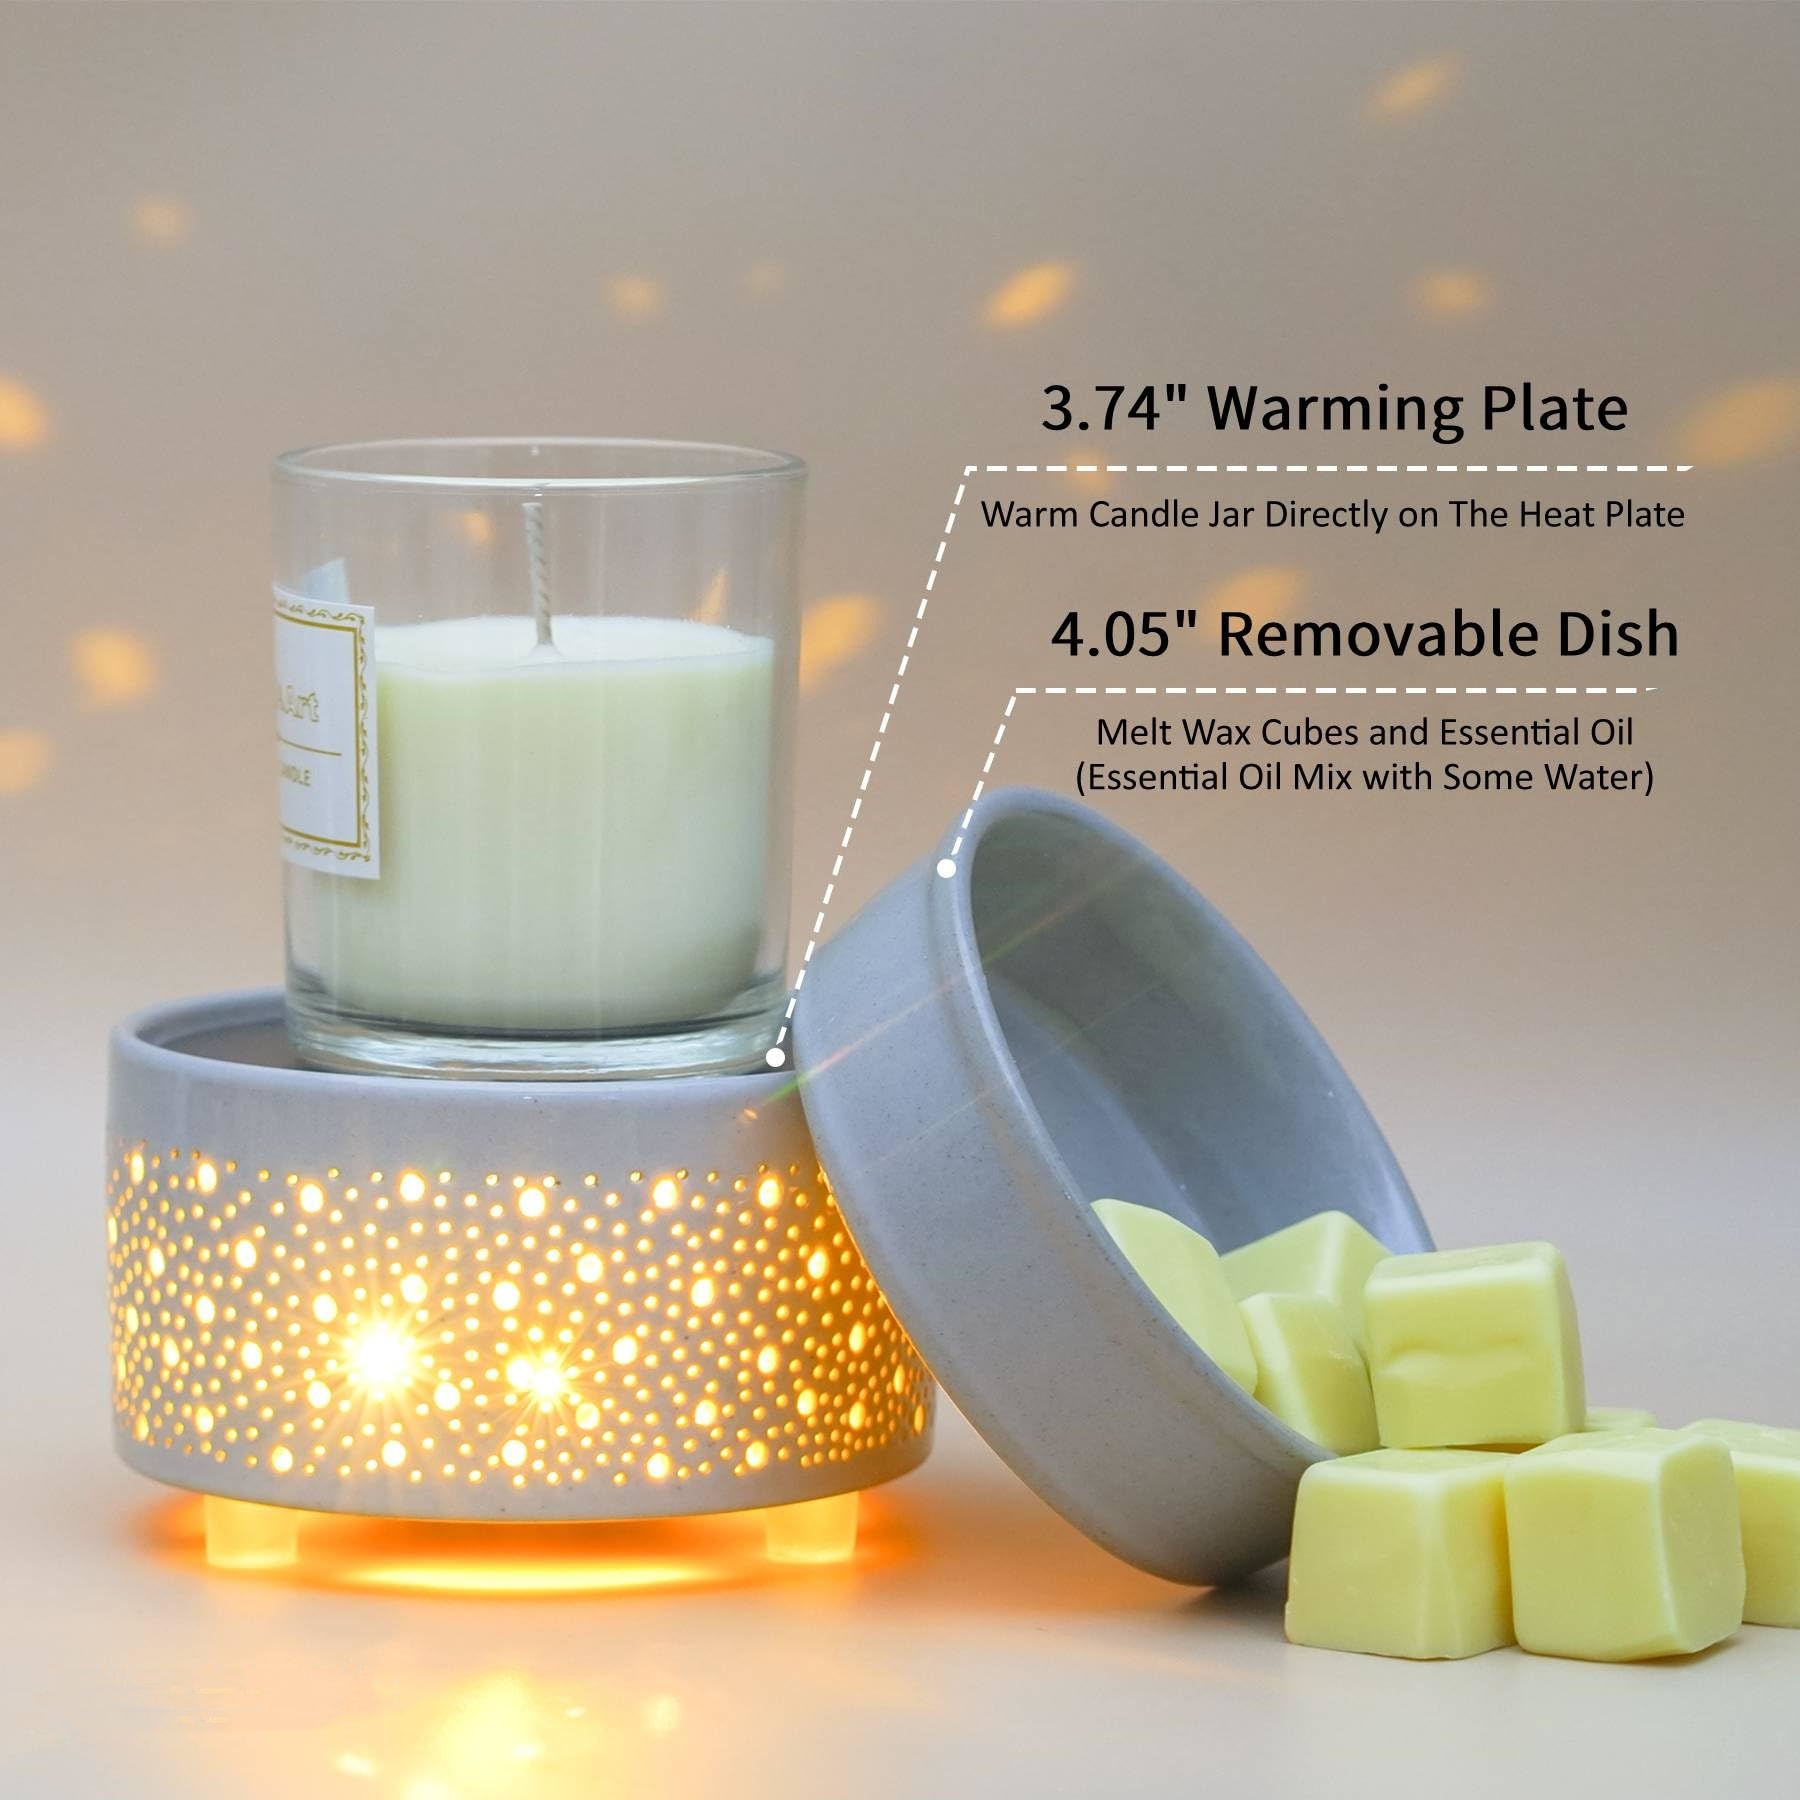 3.74" Warming Plate
Warm Candle Jar Directly on The Heat Plate
4.05" Removable Dish
Melt Wax Cubes and Essential Oil
(Essential Oil Mix with Some Water)
Art